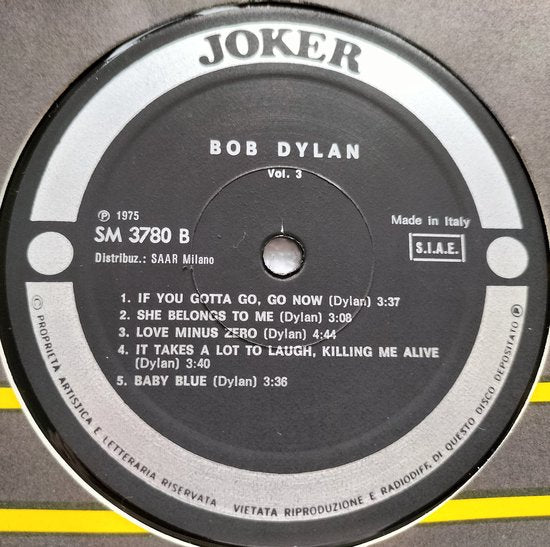 JOKER
BOB DYLAN
Vol. 3
Ⓟ 1975
SM 3780 B
Distribuz.: SAAR Milano
Made in Italy
S.I.A.E.
1. IF YOU GOTTA GO, GO NOW (Dylan) 3:37
2. SHE BELONGS TO ME (Dylan) 3:08
3. LOVE MINUS ZERO (Dylan) 4:44
4. IT TAKES A LOT TO LAUGH, KILLING ME ALIVE
(Dylan) 3:40
5. BABY BLUE (Dylan) 3:36
© PROPRIETA ARTISTICA E LETTERARIA RISERVATA VIETATA RIPRODUZIONE E RADIODIFF. DI QUESTO DISCO DEPOSITATO Ⓟ